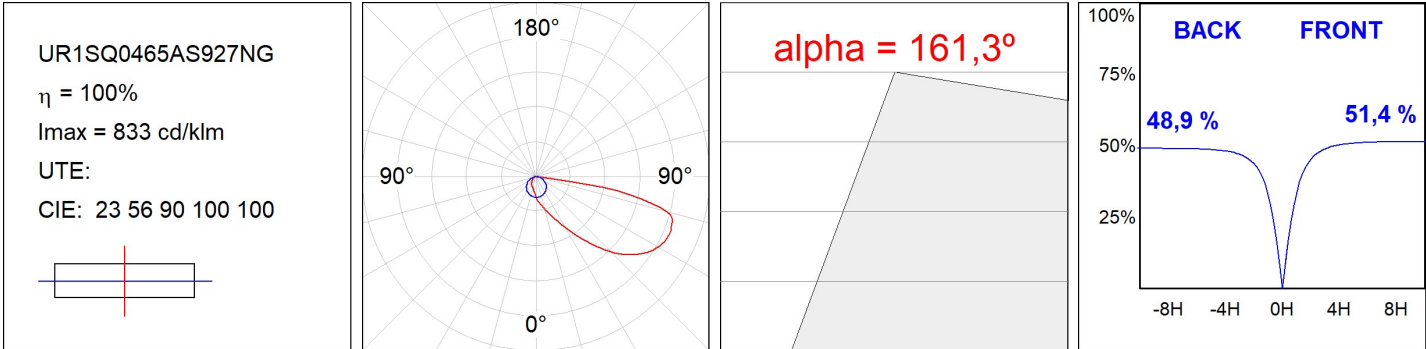 UR1SQ0465AS927NG
η = 100%
Imax = 833 cd/klm
UTE:
CIE: 23 56 90 100 100
180°
90°
90°
0°
alpha = 161,3º
100%
BACK FRONT
75%
48,9 %
51,4 %
50%
25%
-8H -4H 0H 4H 8H